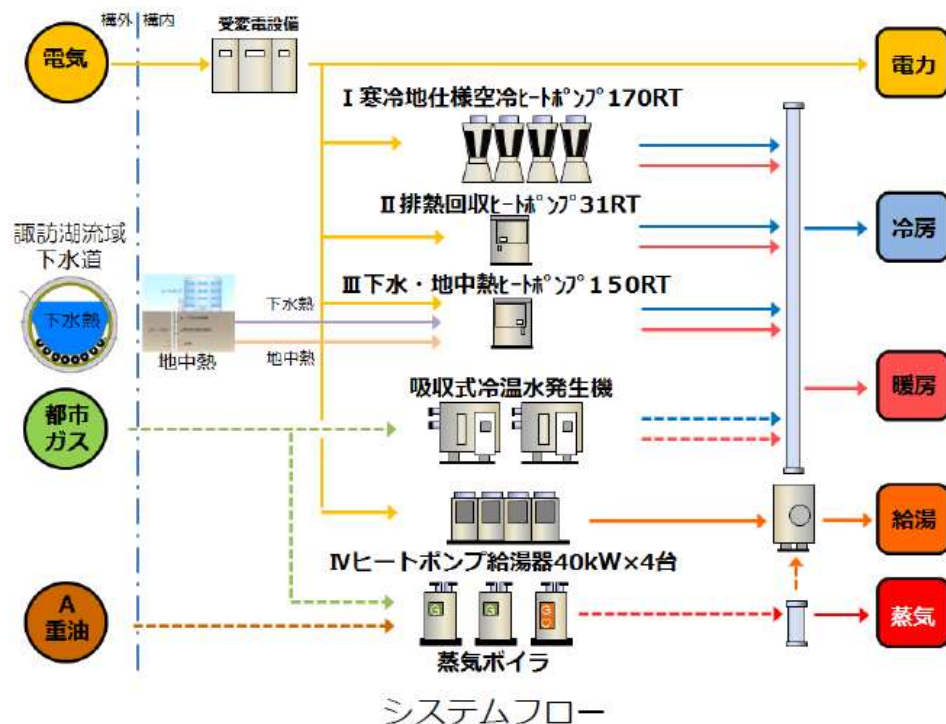 構外 構内
受変電設備
電気
電力
Ⅰ寒冷地仕様空冷ﾋｰﾄﾎﾟﾝﾌﾟ170RT
Ⅱ排熱回収ﾋｰﾄﾎﾟﾝﾌﾟ31RT
冷房
諏訪湖流域
下水道
Ⅲ下水・地中熱ﾋｰﾄﾎﾟﾝﾌﾟ150RT
下水熱
下水熱
地中熱
地中熱
暖房
吸収式冷温水発生機
都市
ガス
給湯
Ⅳヒートポンプ給湯器40kW×4台
A
重油
G
G
G
蒸気
蒸気ボイラ
システムフロー